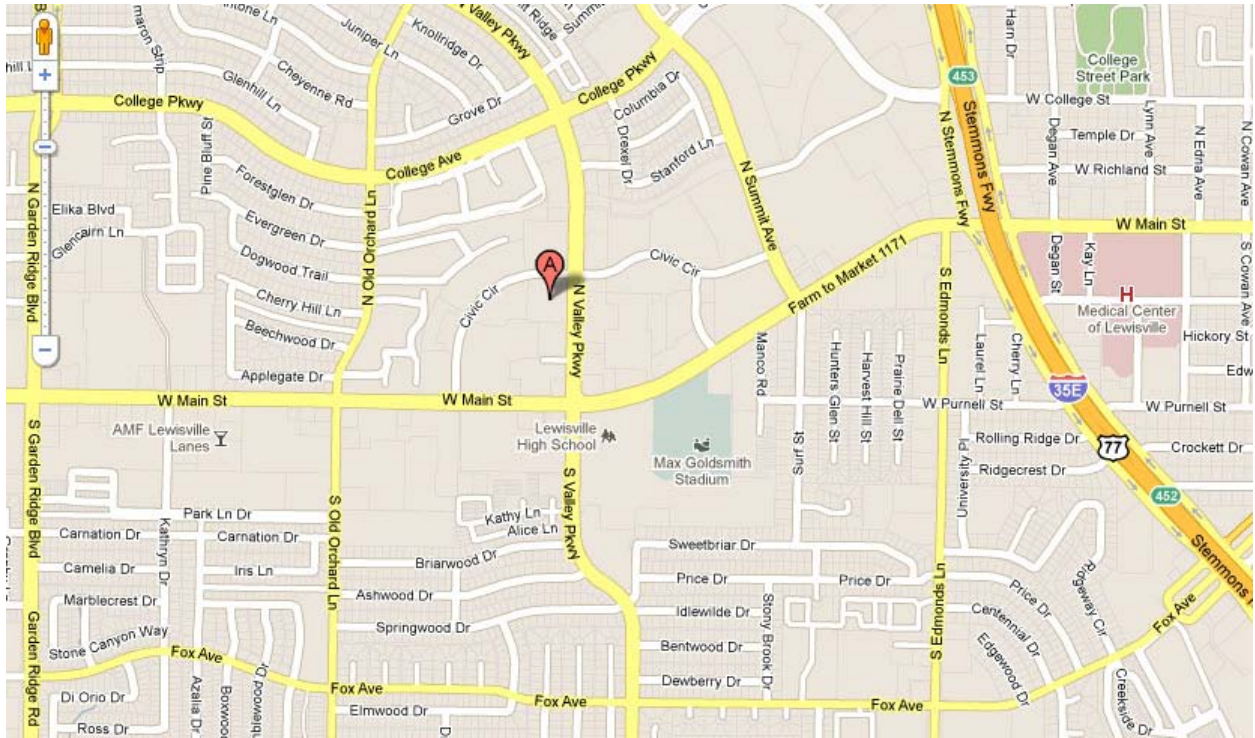 Cheyenne Rd
Juniper Ln
Knollridge Dr
N Valley Pkwy
Glenhill Ln
Grove Dr
College Pkwy
College Pkwy
College Ave
Columbia Dr
Drexel Dr
Stanford Ln
Harn Dr
453
College
Street Park
W College St
Degan Ave
Temple Dr
Lynn Ave
W Richland St
N Edna Ave
N Cowan Ave
Stemmons Fwy
N Stemmons Fwy
N Garden Ridge Blvd
Pine Bluff St
Forestglen Dr
Elika Blvd
Glencairn Ln
Evergreen Dr
Dogwood Trail
N Old Orchard Ln
Cherry Hill Ln
Beechwood Dr
Applegate Dr
Civic Cir
A
N Valley Pkwy
Civic Cir
N Summit Ave
Farm to Market 1171
W Main St
Degan St
Kay Ln
S Cowan Ave
H
Medical Center
of Lewisville
Hickory St
Edw
S Edmonds Ln
Laurel Ln
Cherry Ln
35E
W Main St
W Main St
Manco Rd
Hunters Glen St
Harvest Hill St
Prairie Dell St
W Purnell St
W Purnell St
S Garden Ridge Blvd
AMF Lewisville
Lanes
Lewisville
High School
Max Goldsmith
Stadium
Surf St
University Pl
Rolling Ridge Dr
Ridgecrest Dr
77
Crockett Dr
452
Stemmons
S Valley Pkwy
S Old Orchard Ln
Park Ln Dr
Kathy Ln
Alice Ln
Carnation Dr
Carnation Dr
Kathryn Dr
Camelia Dr
Iris Ln
Briarwood Dr
Ashwood Dr
Springwood Dr
Marblecrest Dr
Stone Canyon Way
Sweetbriar Dr
Price Dr
Price Dr
Price Dr
Idlewilde Dr
Stony Brook Dr
Bentwood Dr
Dewberry Dr
S Edmonds Ln
Centennial Dr
Edgewood Dr
Ridgeway Cir
Fox Ave
Creekside Dr
Garden Ridge Rd
Fox Ave
Fox Ave
Fox Ave
Fox Ave
Di Orio Dr
Ross Dr
Azalia Dr
Elmwood Dr